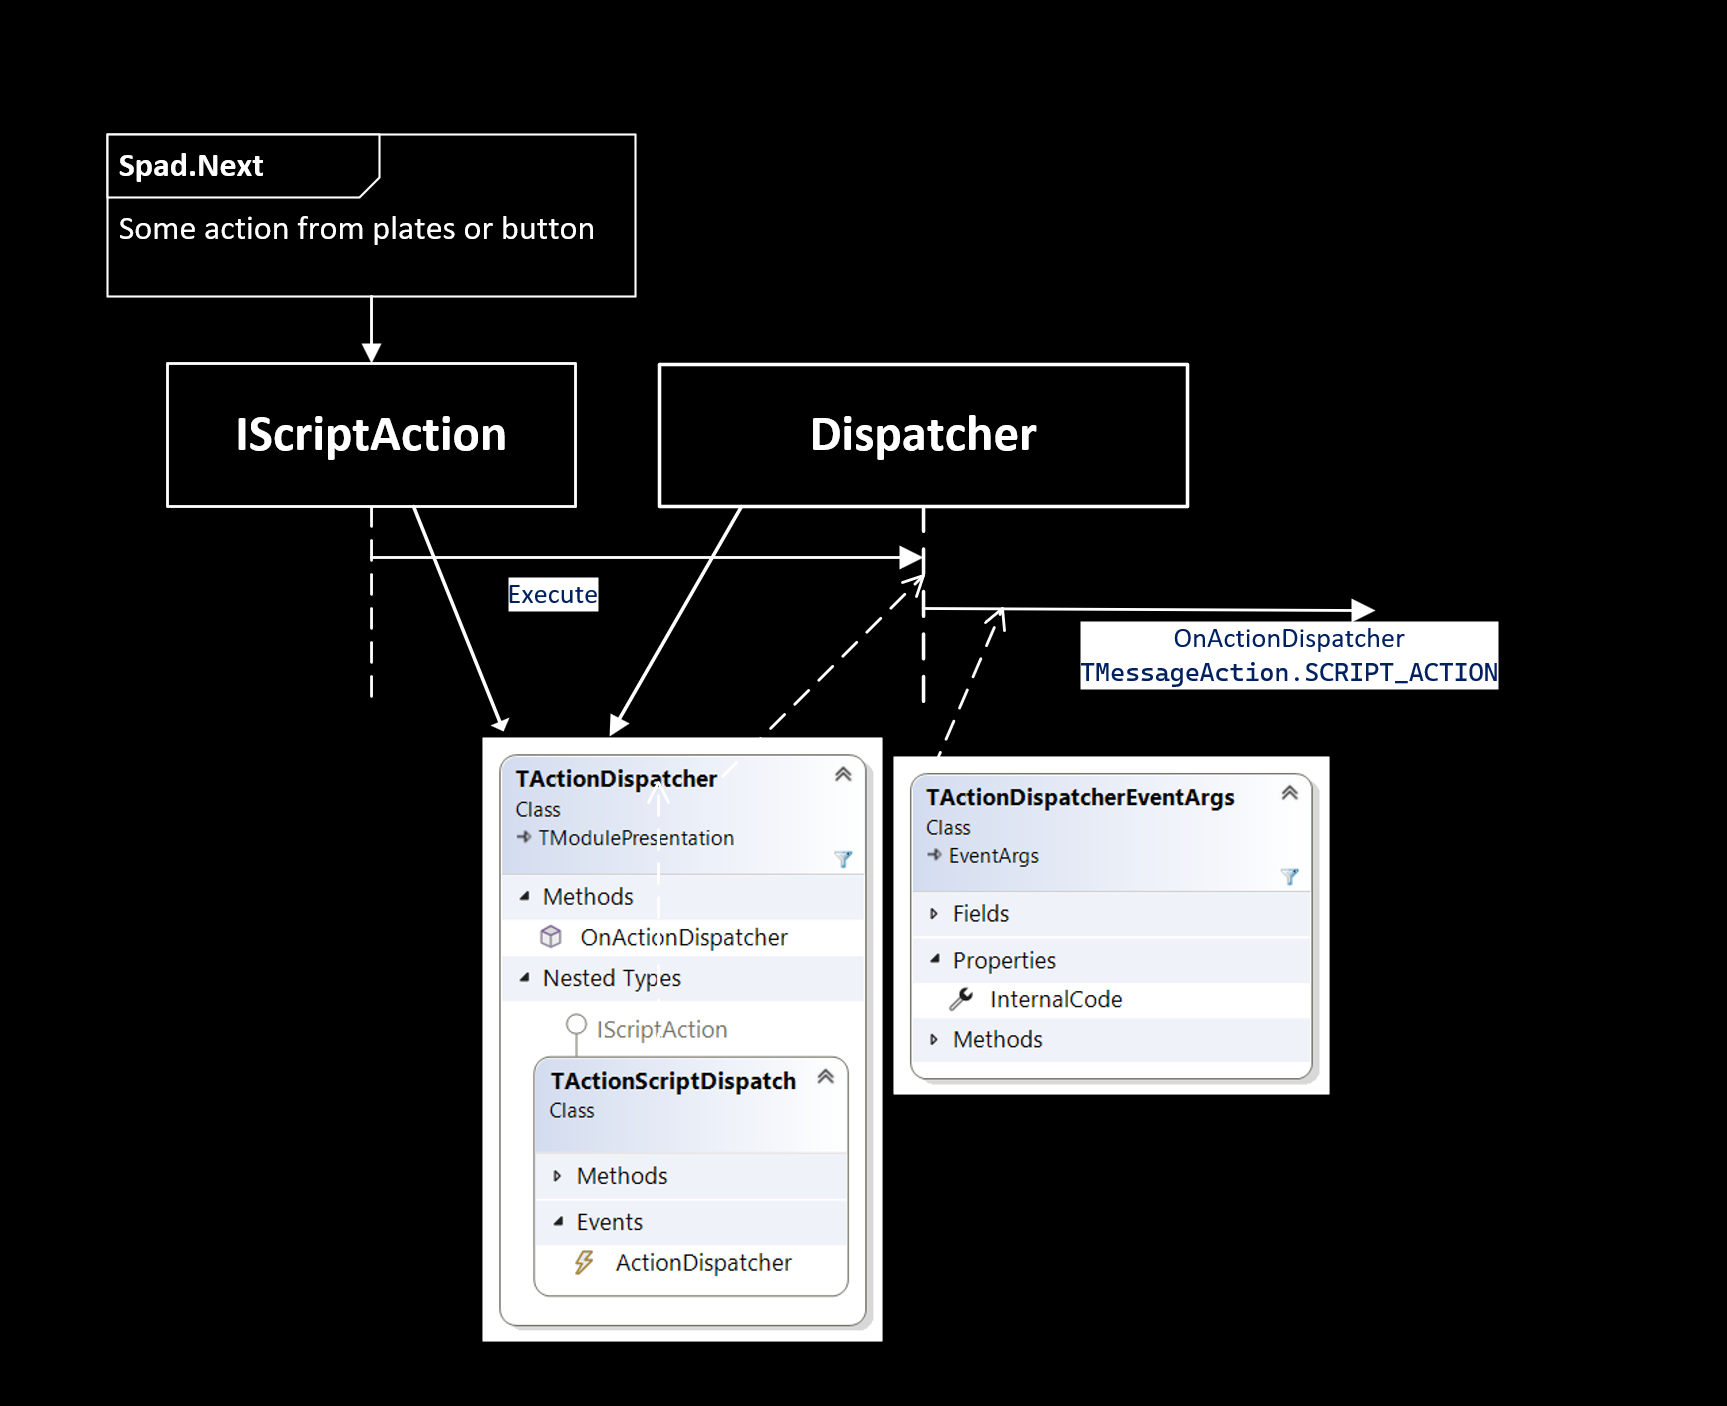 Spad.Next
Some action from plates or button
IScriptAction
Dispatcher
Execute
OnActionDispatcher
TMessageAction.SCRIPT_ACTION
TActionDispatcher
Class
TModulePresentation
Methods
OnActionDispatcher
Nested Types
IScriptAction
TActionScriptDispatch
Class
Methods
Events
ActionDispatcher
TActionDispatcherEventArgs
Class
EventArgs
Fields
Properties
InternalCode
Methods